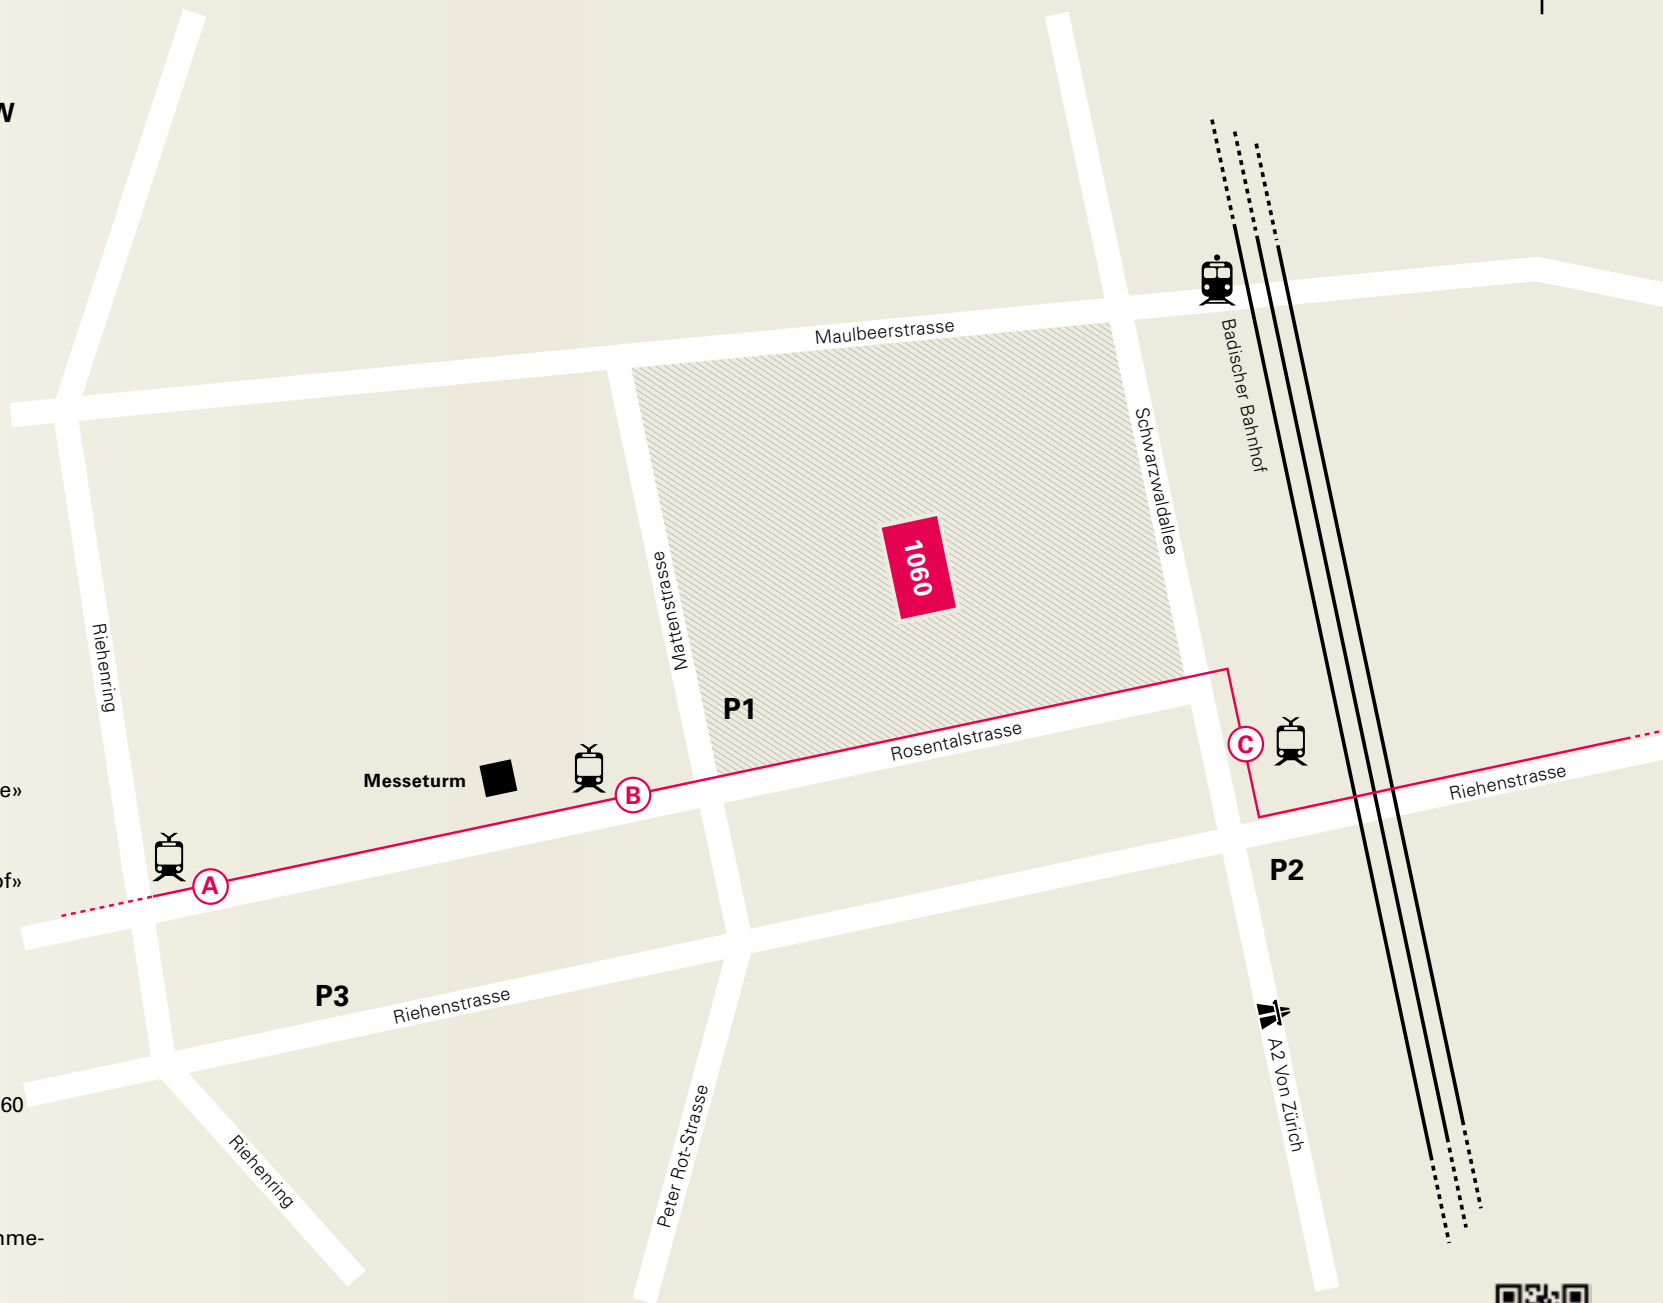 Maulbeerstrasse
Badischer Bahnhof
Schwarzwaldallee
1060
Mattenstrasse
Riehenring
P1
Rosentalstrasse
C
Messeturm
B
Riehenstrasse
A
P2
P3
Riehenstrasse
A2 Von Zürich
Peter Rot-Strasse
Riehenring
60